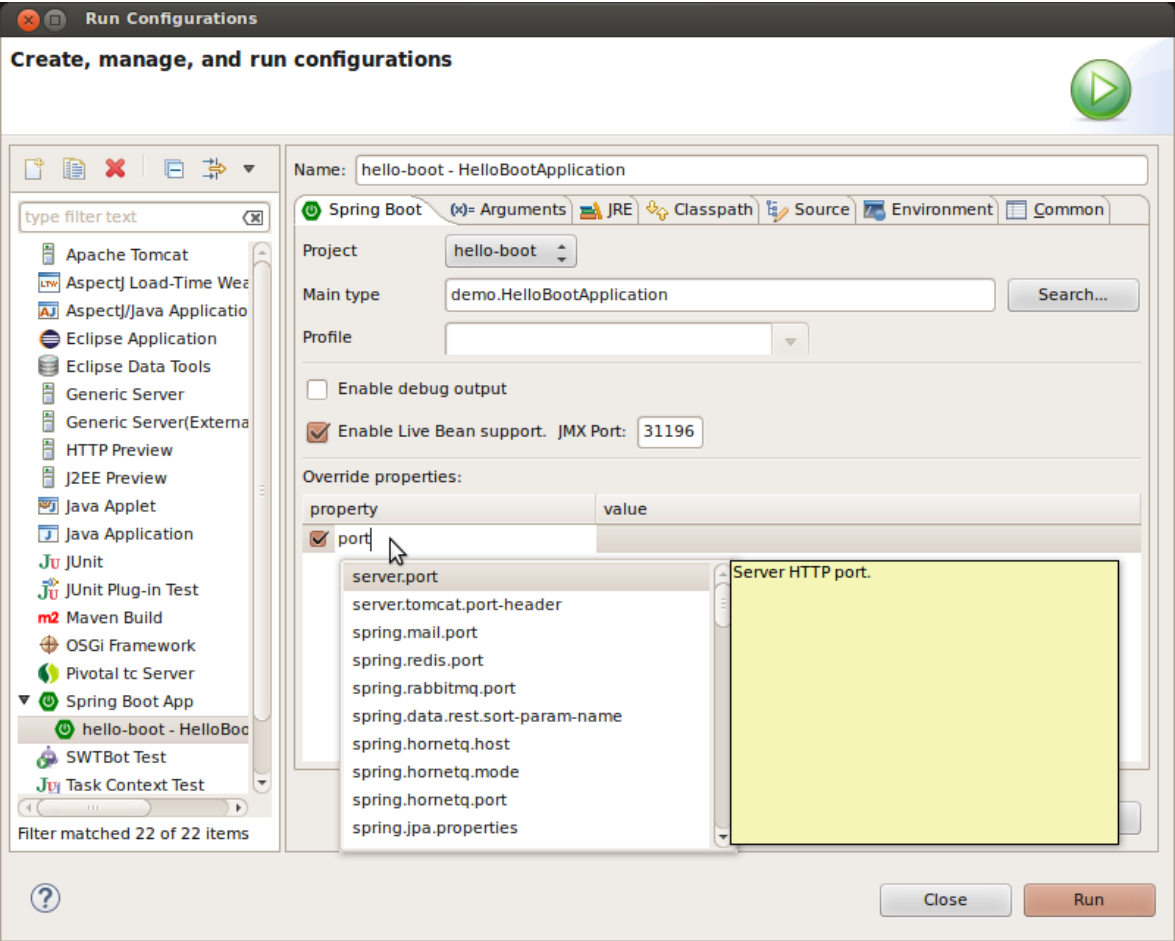 Run Configurations
Create, manage, and run configurations
type filter text
Apache Tomcat
AspectJ Load-Time Wea
AspectJ/Java Applicatio
Eclipse Application
Eclipse Data Tools
Generic Server
Generic Server(Externa
HTTP Preview
J2EE Preview
Java Applet
Java Application
JUnit
JUnit Plug-in Test
Maven Build
OSGi Framework
Pivotal tc Server
Spring Boot App
hello-boot - HelloBoo
SWTBot Test
Task Context Test
Filter matched 22 of 22 items
Name: hello-boot - HelloBootApplication
Spring Boot (x)= Arguments JRE Classpath Source Environment Common
Project hello-boot
Main type demo.HelloBootApplication Search...
Profile
Enable debug output
Enable Live Bean support. JMX Port: 31196
Override properties:
property value
port
server.port
server.tomcat.port-header
spring.mail.port
spring.redis.port
spring.rabbitmq.port
spring.data.rest.sort-param-name
spring.hornetq.host
spring.hornetq.mode
spring.hornetq.port
spring.jpa.properties
Server HTTP port.
Close Run